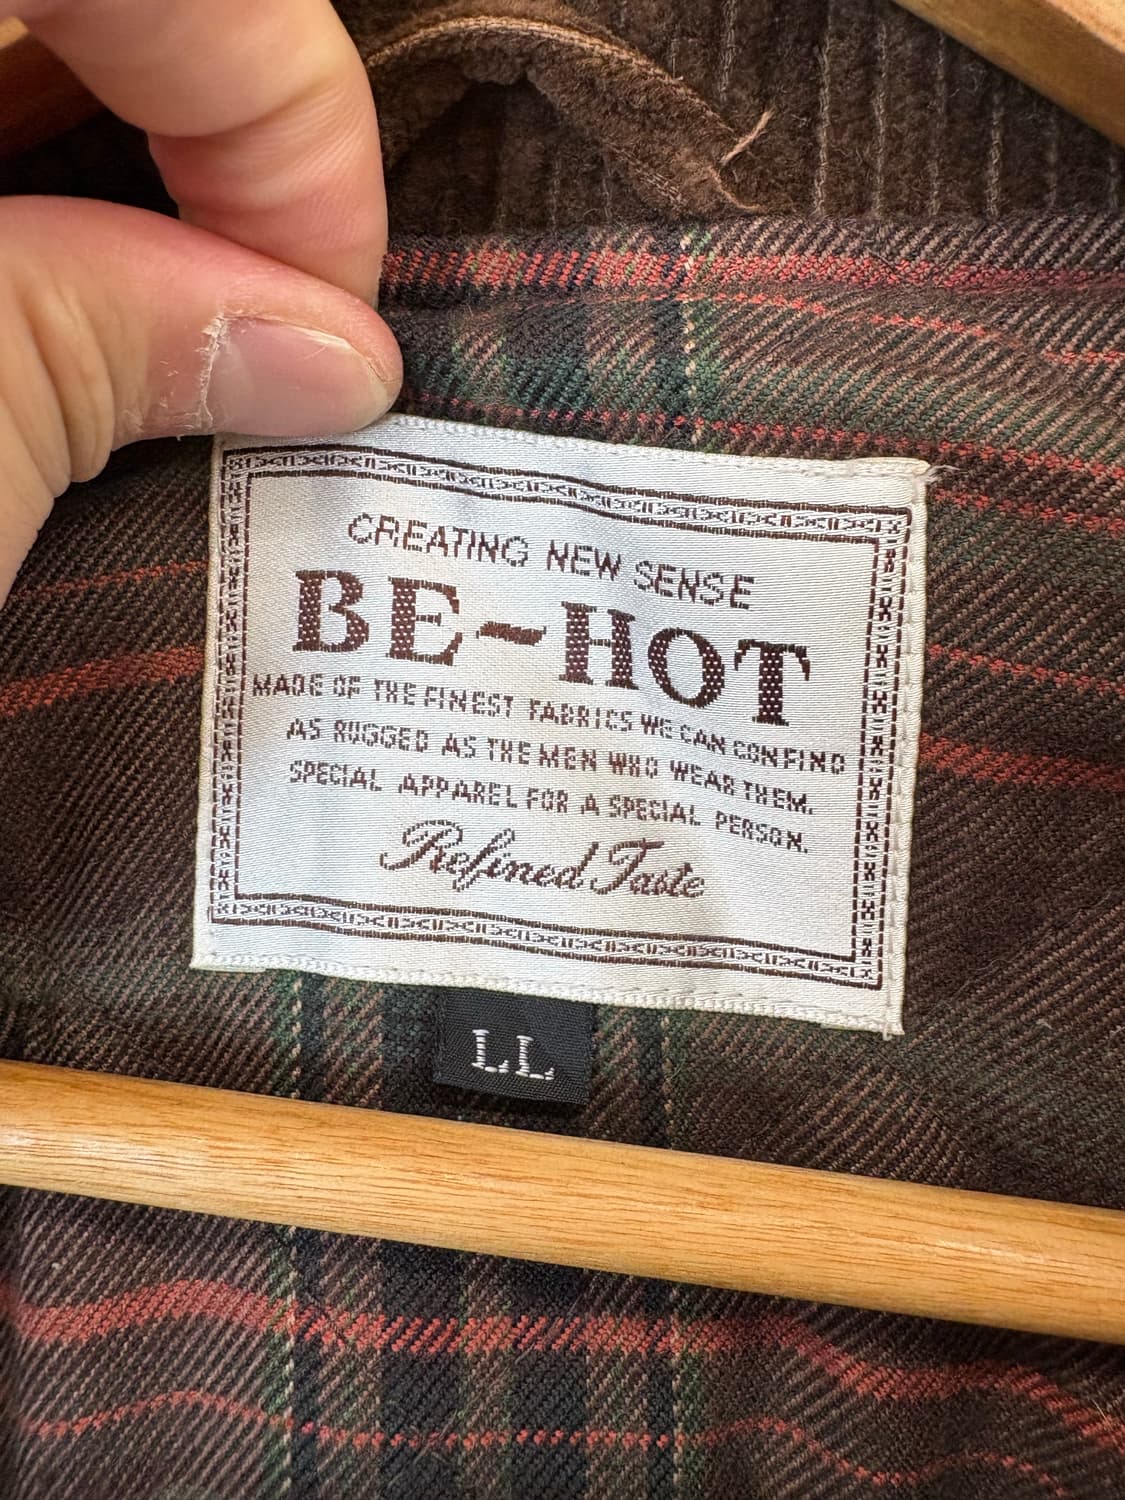 CREATING NEW SENSE
BE~HOT
MADE OF THE FINEST FABRICS WE CAN CONFIND
AS RUGGED AS THE MEN WHO WEAR THEM.
SPECIAL APPAREL FOR A SPECIAL PERSON.
Refined Taste
LL